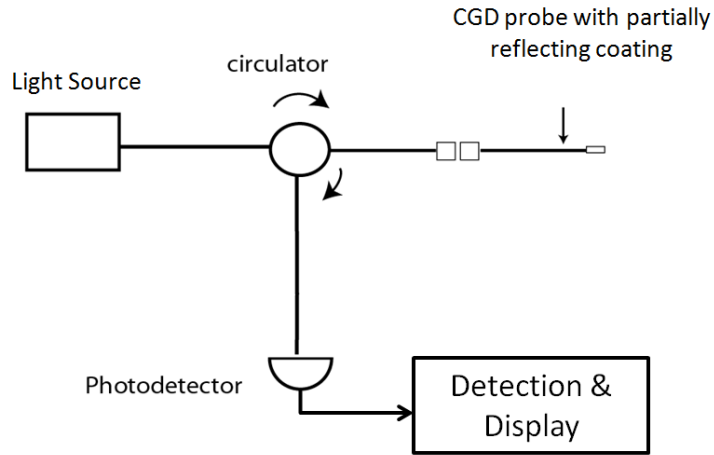 CGD probe with partially
reflecting coating
circulator
Light Source
Photodetector
Detection &
Display